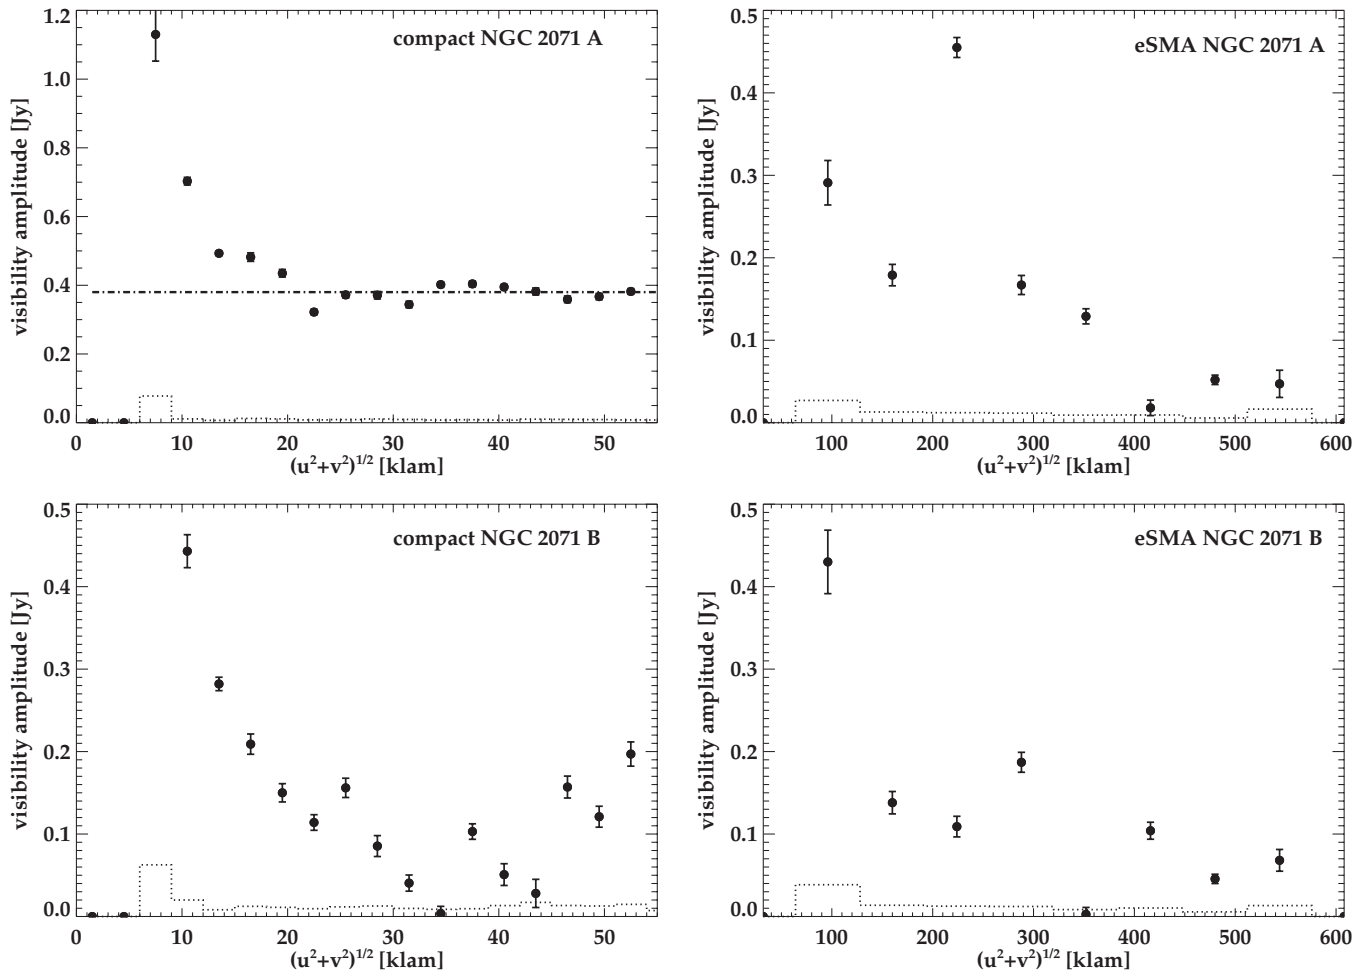 compact NGC 2071 A
visibility amplitude [Jy]
1.2
1.0
0.8
0.6
0.4
0.2
0.0
0 10 20 30 40 50
(u²+v²)^1/2 [klam]
eSMA NGC 2071 A
visibility amplitude [Jy]
0.5
0.4
0.3
0.2
0.1
0.0
100 200 300 400 500 600
(u²+v²)^1/2 [klam]
compact NGC 2071 B
visibility amplitude [Jy]
0.5
0.4
0.3
0.2
0.1
0.0
0 10 20 30 40 50
(u²+v²)^1/2 [klam]
eSMA NGC 2071 B
visibility amplitude [Jy]
0.5
0.4
0.3
0.2
0.1
0.0
100 200 300 400 500 600
(u²+v²)^1/2 [klam]